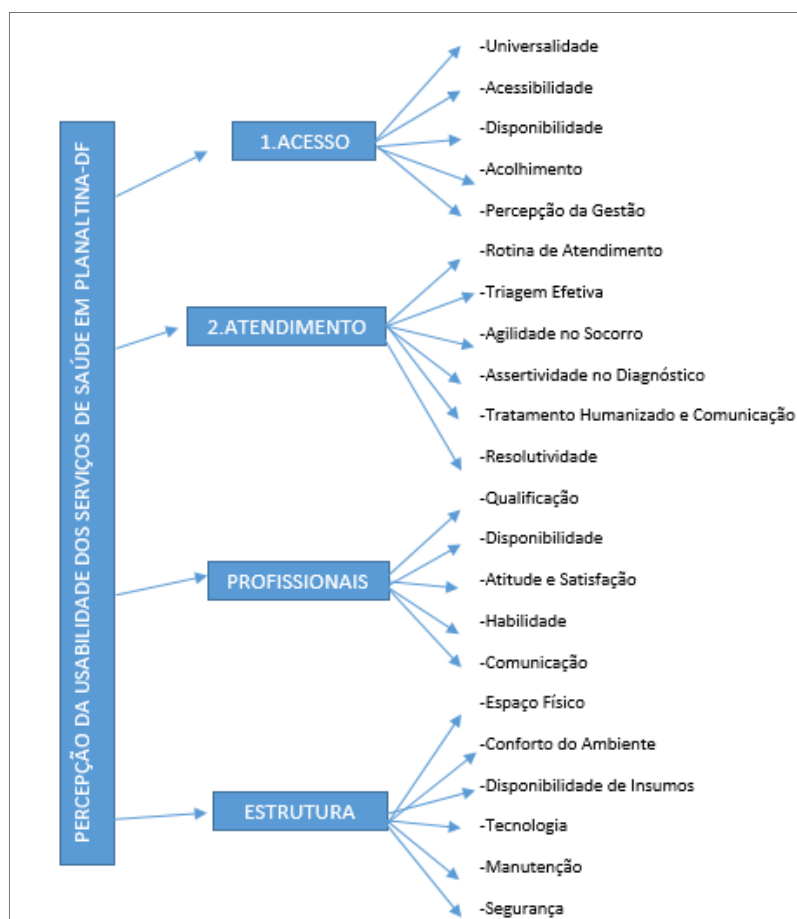 PERCEPÇÃO DA USABILIDADE DOS SERVIÇOS DE SAÚDE EM PLANALTINA-DF
1.ACESSO
-Universalidade
-Acessibilidade
-Disponibilidade
-Acolhimento
-Percepção da Gestão
2.ATENDIMENTO
-Rotina de Atendimento
-Triagem Efetiva
-Agilidade no Socorro
-Assertividade no Diagnóstico
-Tratamento Humanizado e Comunicação
-Resolutividade
PROFISSIONAIS
-Qualificação
-Disponibilidade
-Atitude e Satisfação
-Habilidade
-Comunicação
ESTRUTURA
-Espaço Físico
-Conforto do Ambiente
-Disponibilidade de Insumos
-Tecnologia
-Manutenção
-Segurança